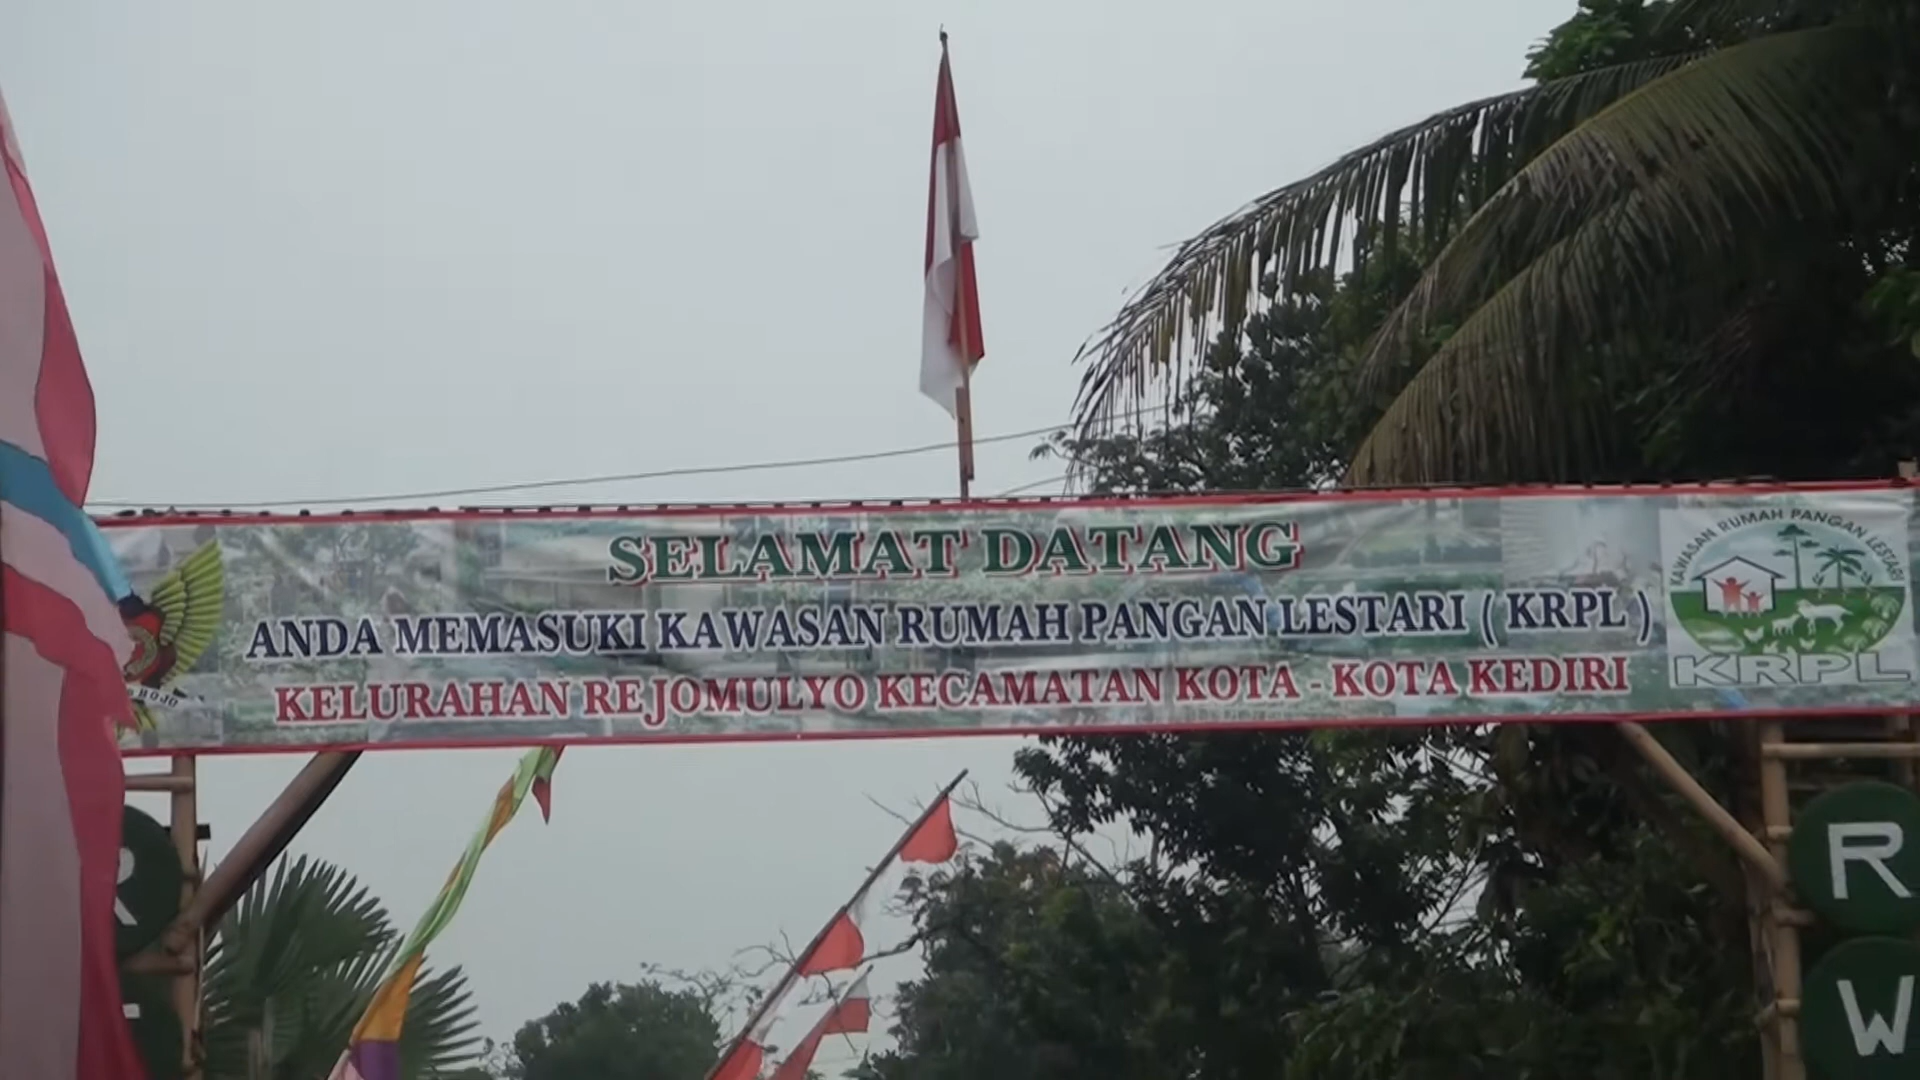 SELAMAT DATANG
ANDA MEMASUKI KAWASAN RUMAH PANGAN LESTARI ( KRPL )
KELURAHAN REJOMULYO KECAMATAN KOTA - KOTA KEDIRI
KAWASAN RUMAH PANGAN LESTARI
KRPL
R
W
R